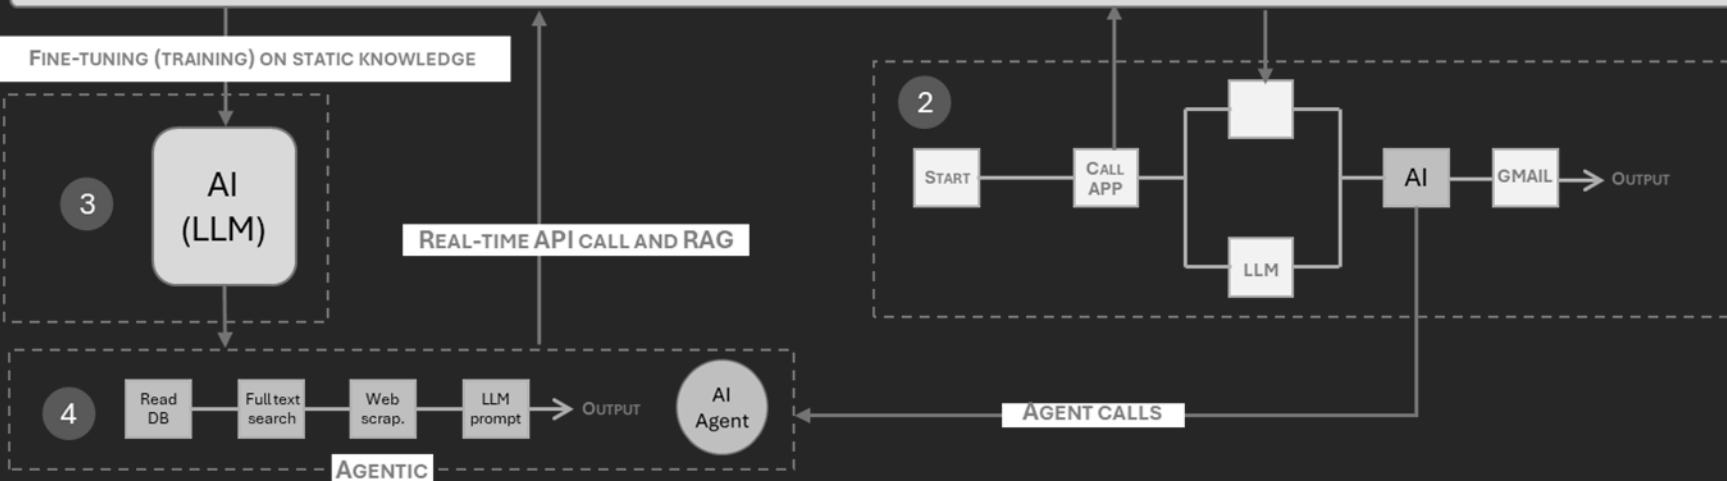 FINE-TUNING (TRAINING) ON STATIC KNOWLEDGE
2
START
CALL
APP
AI
GMAIL
OUTPUT
LLM
3
AI
(LLM)
REAL-TIME API CALL AND RAG
4
Read
DB
Full text
search
Web
scrap.
LLM
prompt
OUTPUT
AI
Agent
AGENT CALLS
AGENTIC